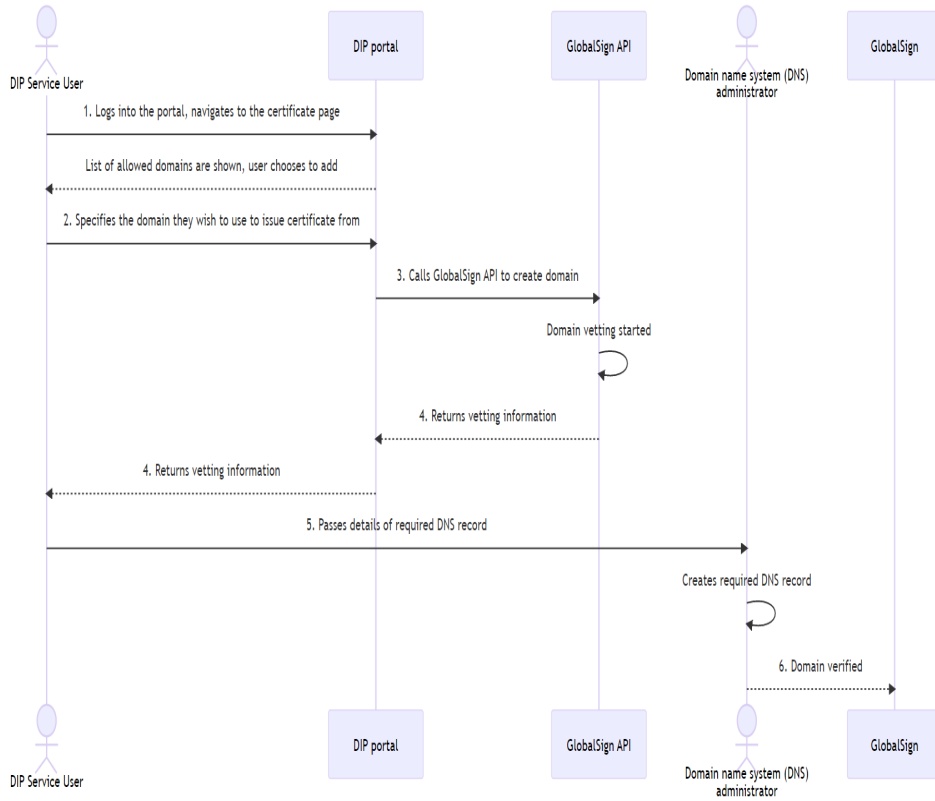 DIP Service User
DIP portal
GlobalSign API
Domain name system (DNS)
administrator
GlobalSign
1. Logs into the portal, navigates to the certificate page
List of allowed domains are shown, user chooses to add
2. Specifies the domain they wish to use to issue certificate from
3. Calls GlobalSign API to create domain
Domain vetting started
4. Returns vetting information
4. Returns vetting information
5. Passes details of required DNS record
Creates required DNS record
6. Domain verified
DIP Service User
DIP portal
GlobalSign API
Domain name system (DNS)
administrator
GlobalSign